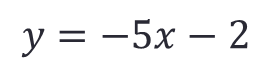 y = −5x − 2